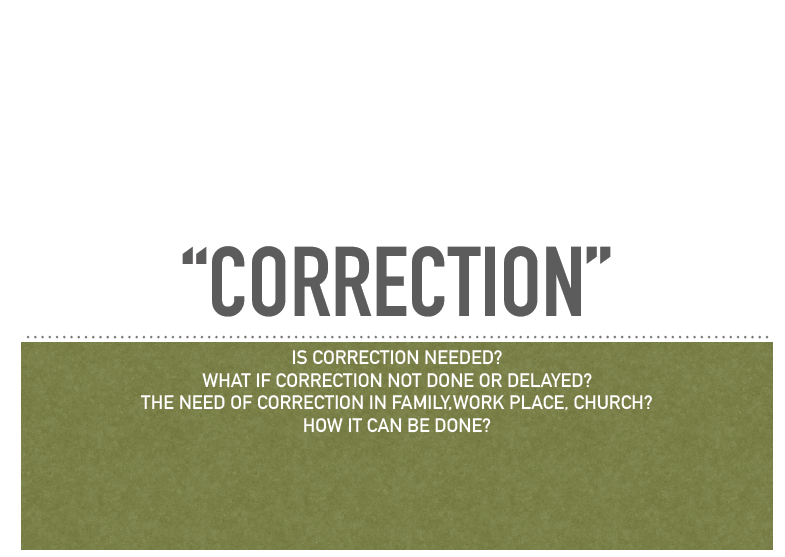 “CORRECTION”
IS CORRECTION NEEDED?
WHAT IF CORRECTION NOT DONE OR DELAYED?
THE NEED OF CORRECTION IN FAMILY,WORK PLACE, CHURCH?
HOW IT CAN BE DONE?